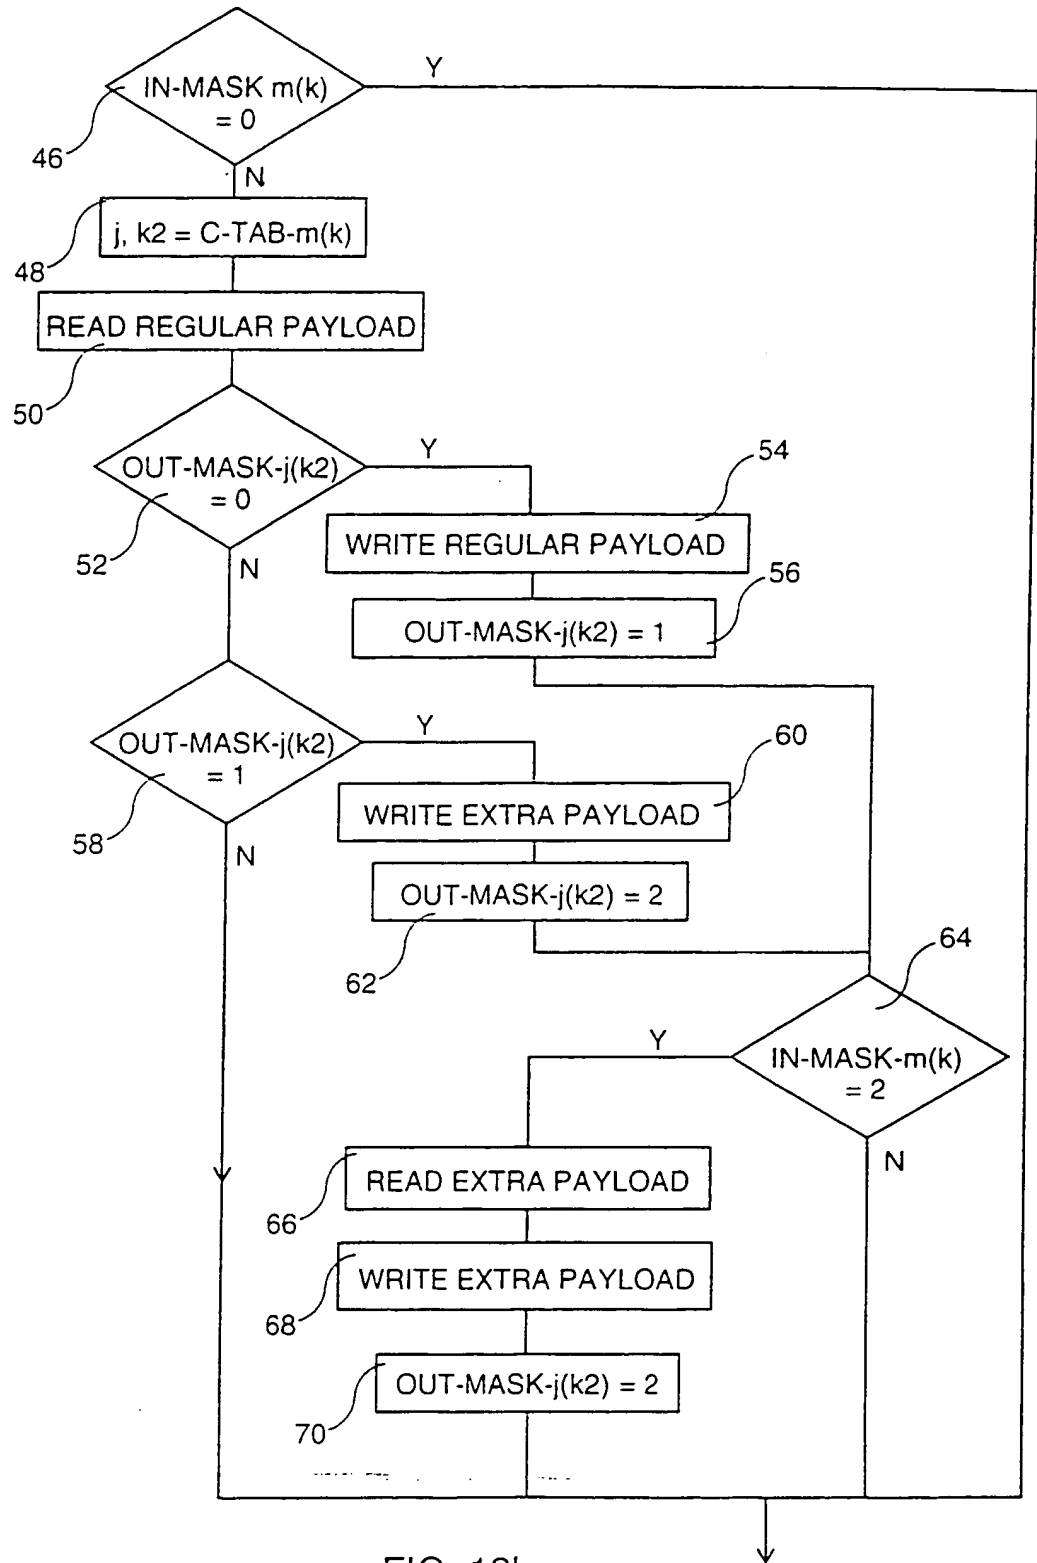 Y
IN-MASK m(k)
= 0
46
N
j, k2 = C-TAB-m(k)
48
READ REGULAR PAYLOAD
50
OUT-MASK-j(k2)
= 0
Y
54
52
N
WRITE REGULAR PAYLOAD
56
OUT-MASK-j(k2) = 1
OUT-MASK-j(k2)
= 1
Y
60
58
N
WRITE EXTRA PAYLOAD
OUT-MASK-j(k2) = 2
62
64
Y
IN-MASK-m(k)
= 2
N
READ EXTRA PAYLOAD
66
WRITE EXTRA PAYLOAD
68
OUT-MASK-j(k2) = 2
70